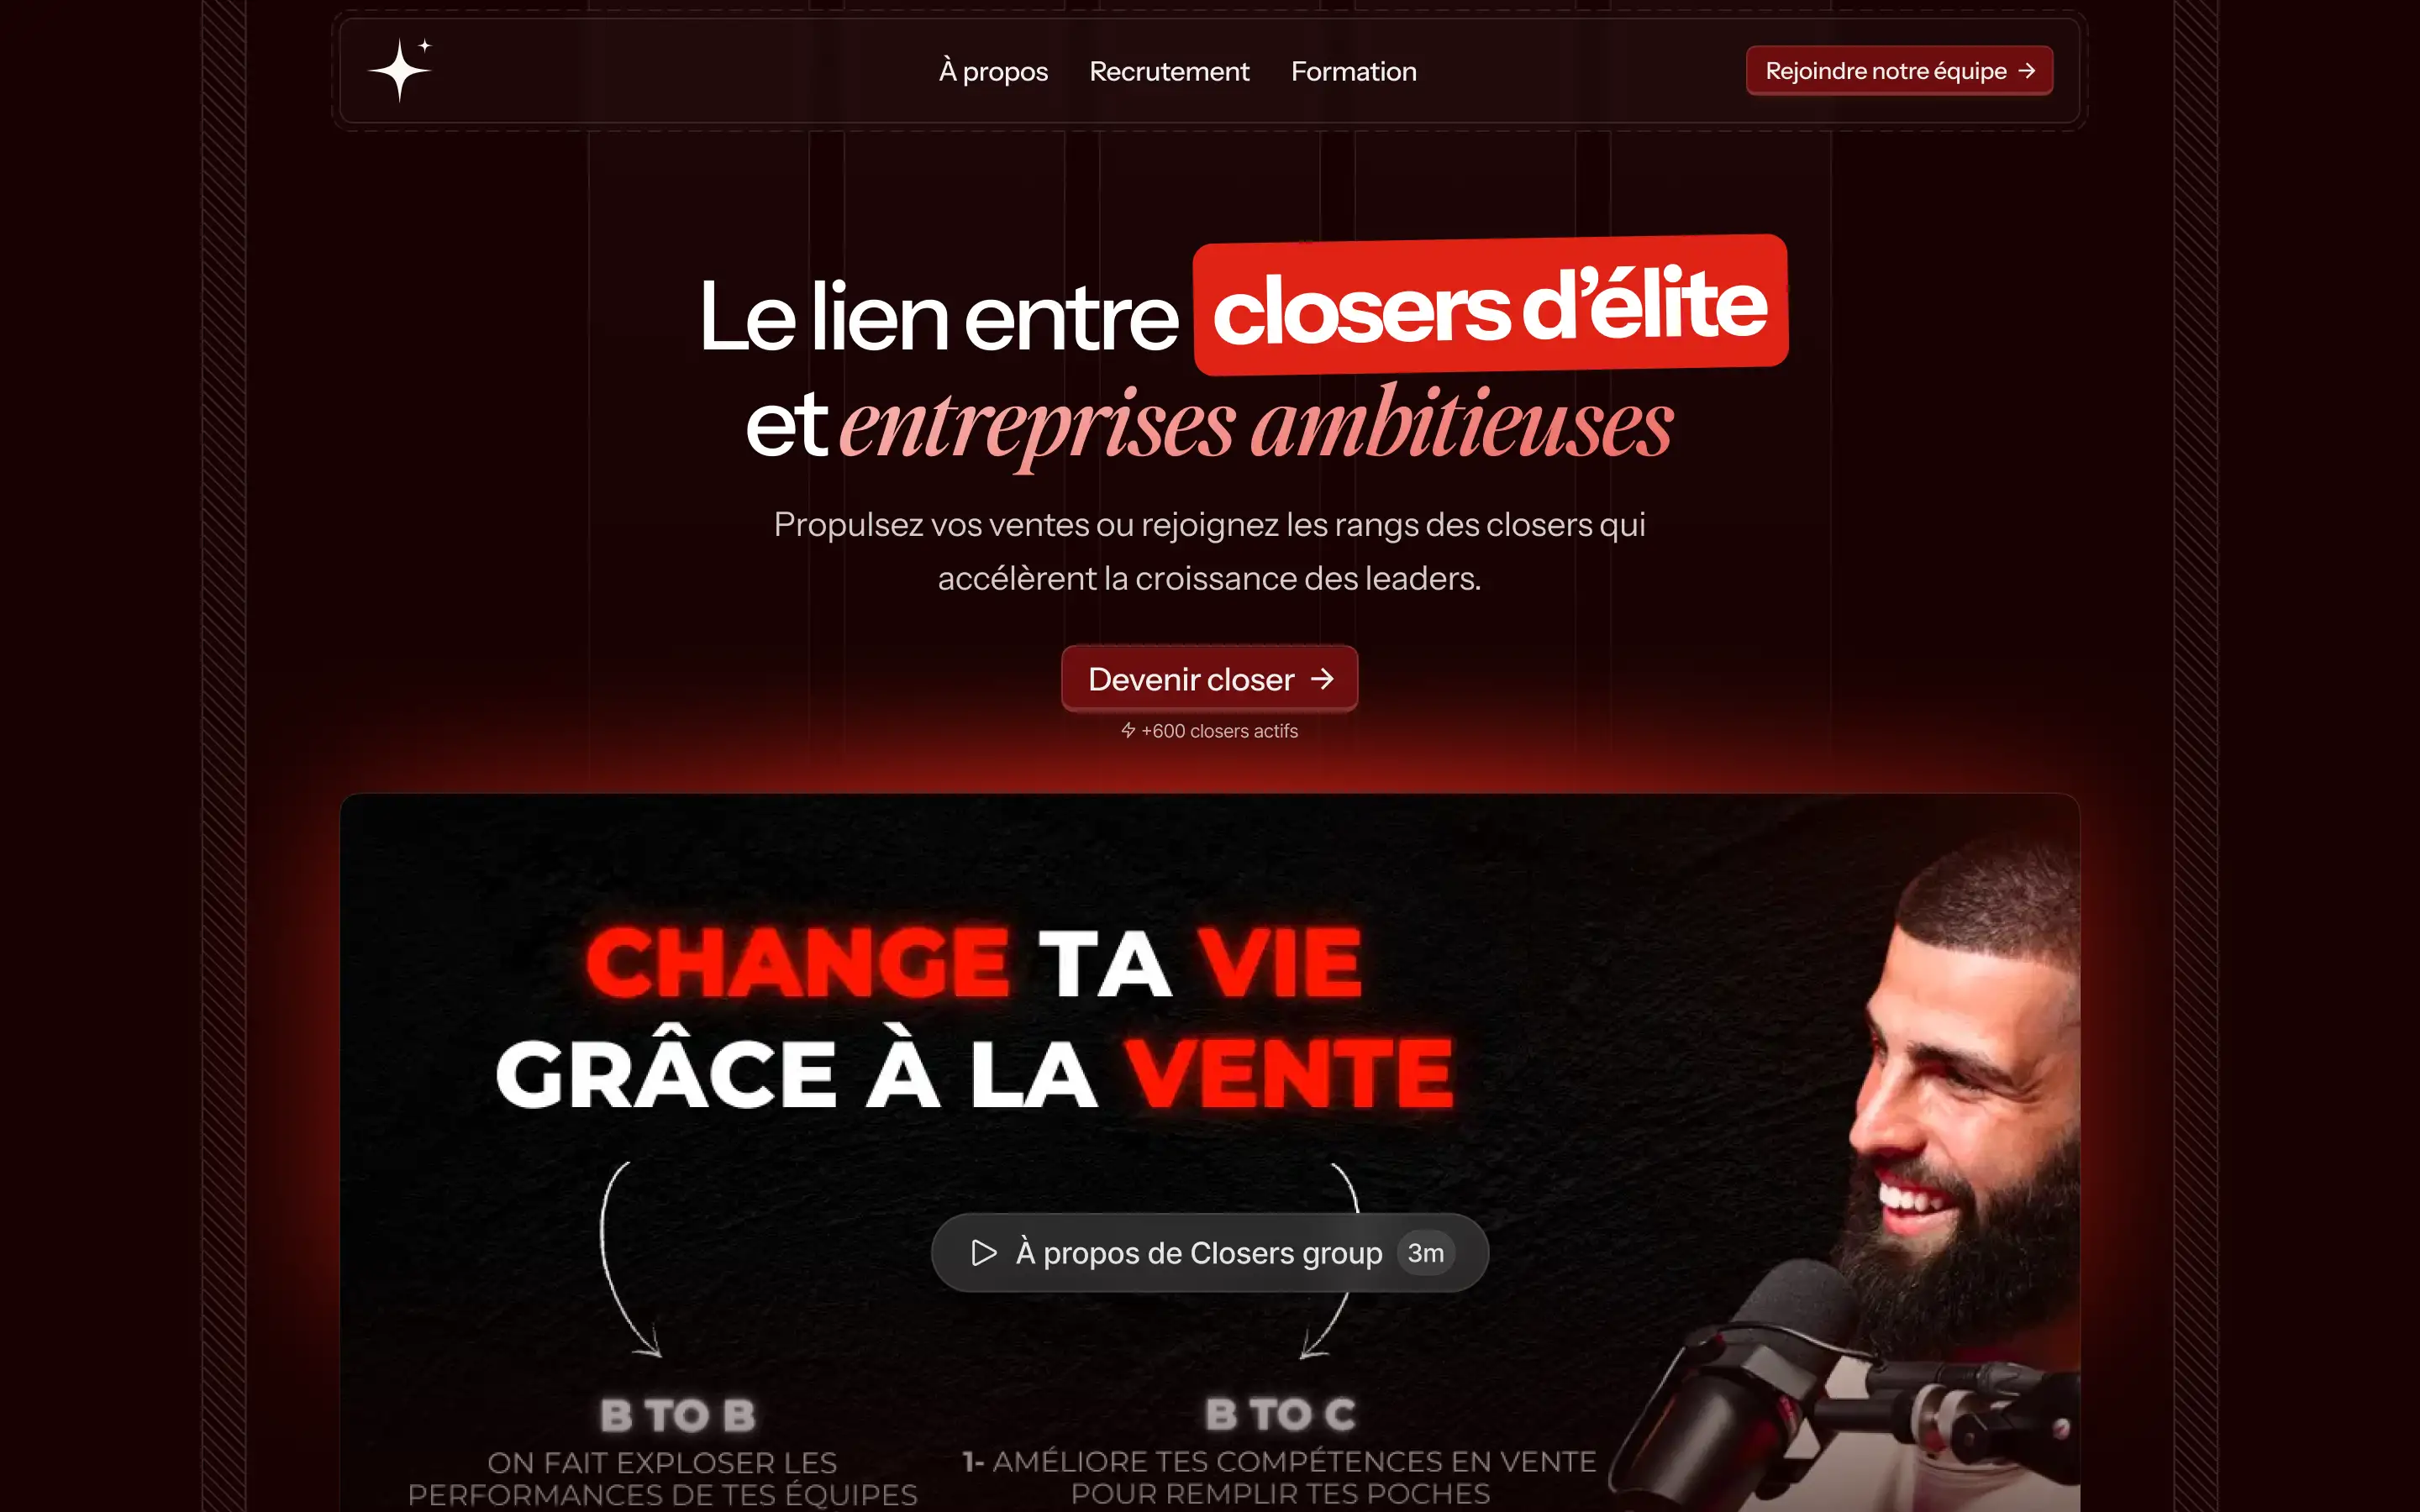 À propos
Recrutement
Formation
Rejoindre notre équipe →
Le lien entre closers d’élite
et entreprises ambitieuses
Propulsez vos ventes ou rejoignez les rangs des closers qui
accélèrent la croissance des leaders.
Devenir closer →
+600 closers actifs
CHANGE TA VIE
GRÂCE À LA VENTE
À propos de Closers group 3m
B TO B
ON FAIT EXPLOSER LES
PERFORMANCES DE TES ÉQUIPES
B TO C
1- AMÉLIORE TES COMPÉTENCES EN VENTE
POUR REMPLIR TES POCHES